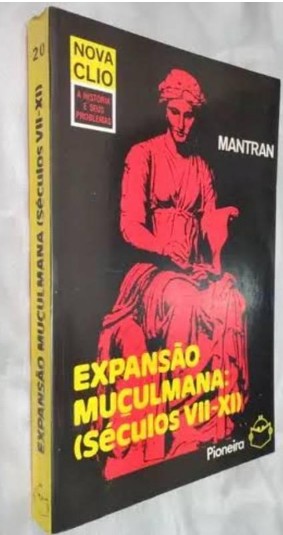 20
EXPANSÃO MUÇULMANA (Séculos VII-XI)
NOVA
CLIO
A HISTÓRIA
E SEUS
PROBLEMAS
MANTRAN
EXPANSÃO
MUÇULMANA:
(Séculos VII-XI)
Pioneira